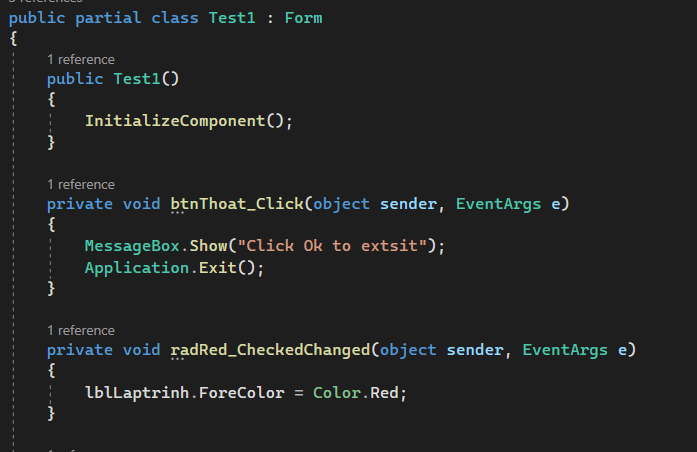 public partial class Test1 : Form
{
1 reference
public Test1()
{
InitializeComponent();
}
1 reference
private void btnThoat_Click(object sender, EventArgs e)
{
MessageBox.Show("Click Ok to extsit");
Application.Exit();
}
1 reference
private void radRed_CheckedChanged(object sender, EventArgs e)
{
lblLaptrinh.ForeColor = Color.Red;
}